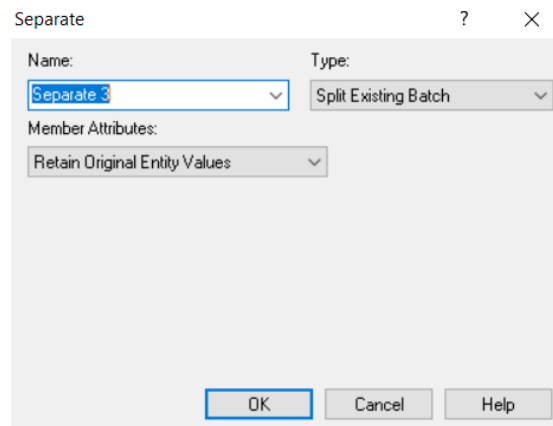 Separate ?
Name: Type:
Separate 3 Split Existing Batch
Member Attributes:
Retain Original Entity Values
OK Cancel Help